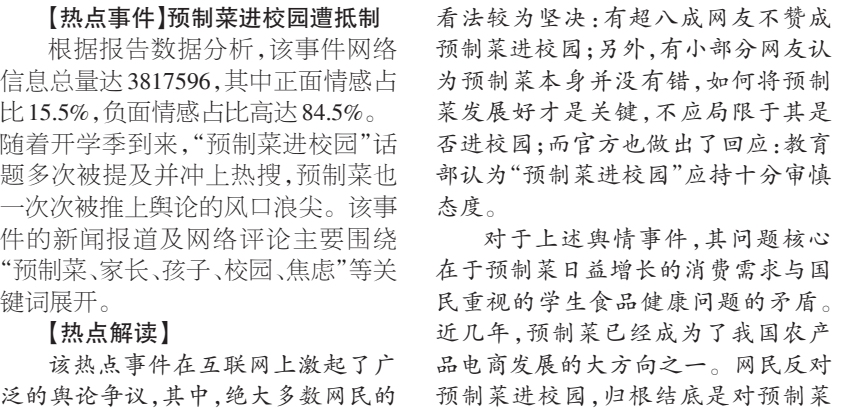 【热点事件】预制菜进校园遭抵制
根据报告数据分析,该事件网络
信息总量达3817596,其中正面情感占
比15.5%,负面情感占比高达84.5%。
随着开学季到来,“预制菜进校园”话
题多次被提及并冲上热搜,预制菜也
一次次被推上舆论的风口浪尖。该事
件的新闻报道及网络评论主要围绕
“预制菜、家长、孩子、校园、焦虑”等关
键词展开。
【热点解读】
该热点事件在互联网上激起了广
泛的舆论争议,其中,绝大多数网民的
看法较为坚决:有超八成网友不赞成
预制菜进校园;另外,有小部分网友认
为预制菜本身并没有错,如何将预制
菜发展好才是关键,不应局限于其是
否进校园;而官方也做出了回应:教育
部认为“预制菜进校园”应持十分审慎
态度。
对于上述舆情事件,其问题核心
在于预制菜日益增长的消费需求与国
民重视的学生食品健康问题的矛盾。
近几年,预制菜已经成为了我国农产
品电商发展的大方向之一。网民反对
预制菜进校园,归根结底是对预制菜